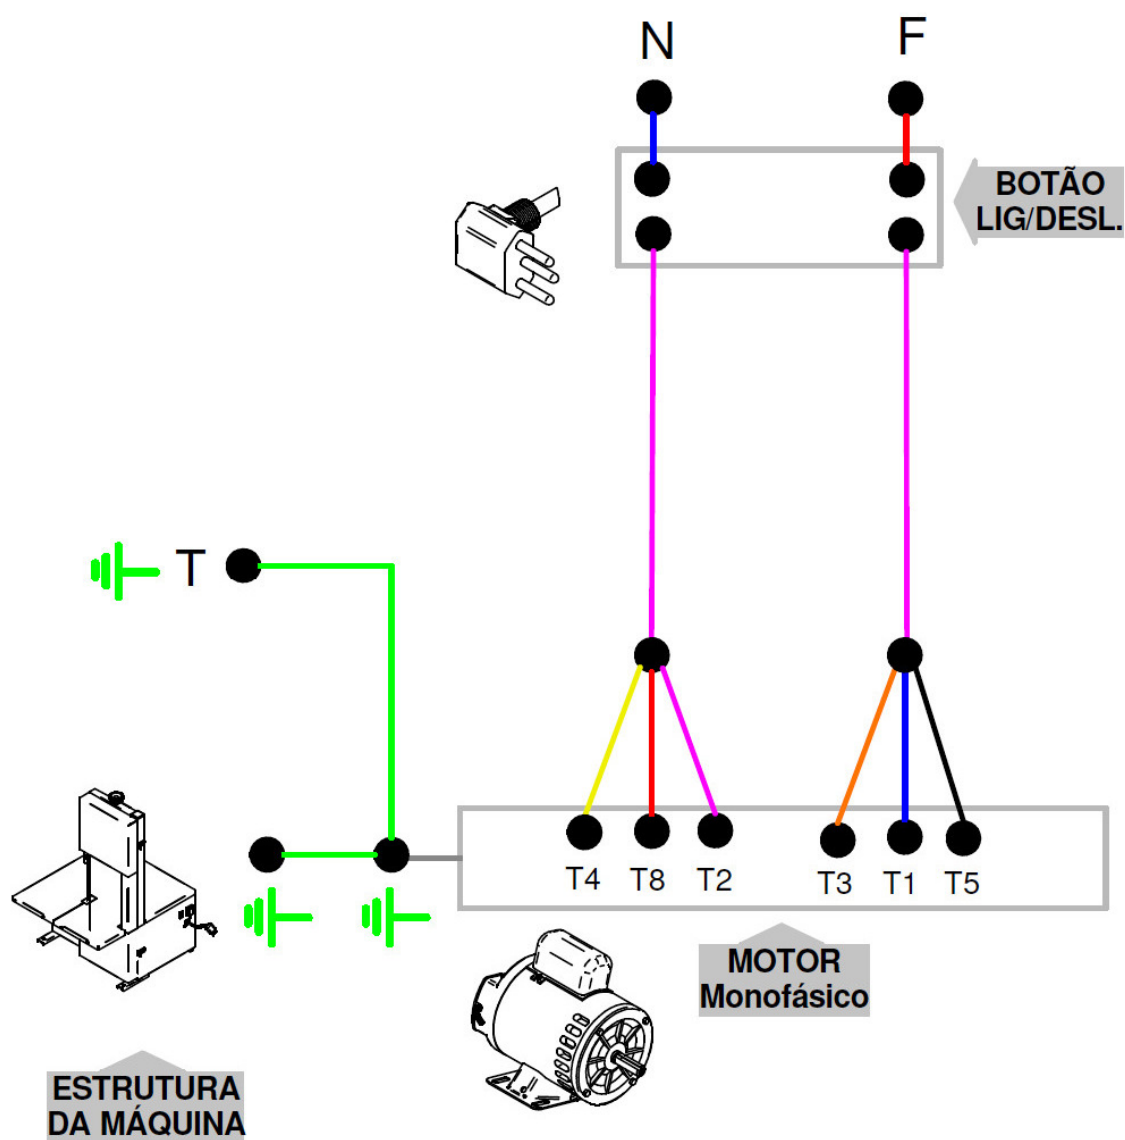 N
F
BOTÃO
LIG/DESL.
T
T4
T8
T2
T3
T1
T5
MOTOR
Monofásico
ESTRUTURA
DA MÁQUINA